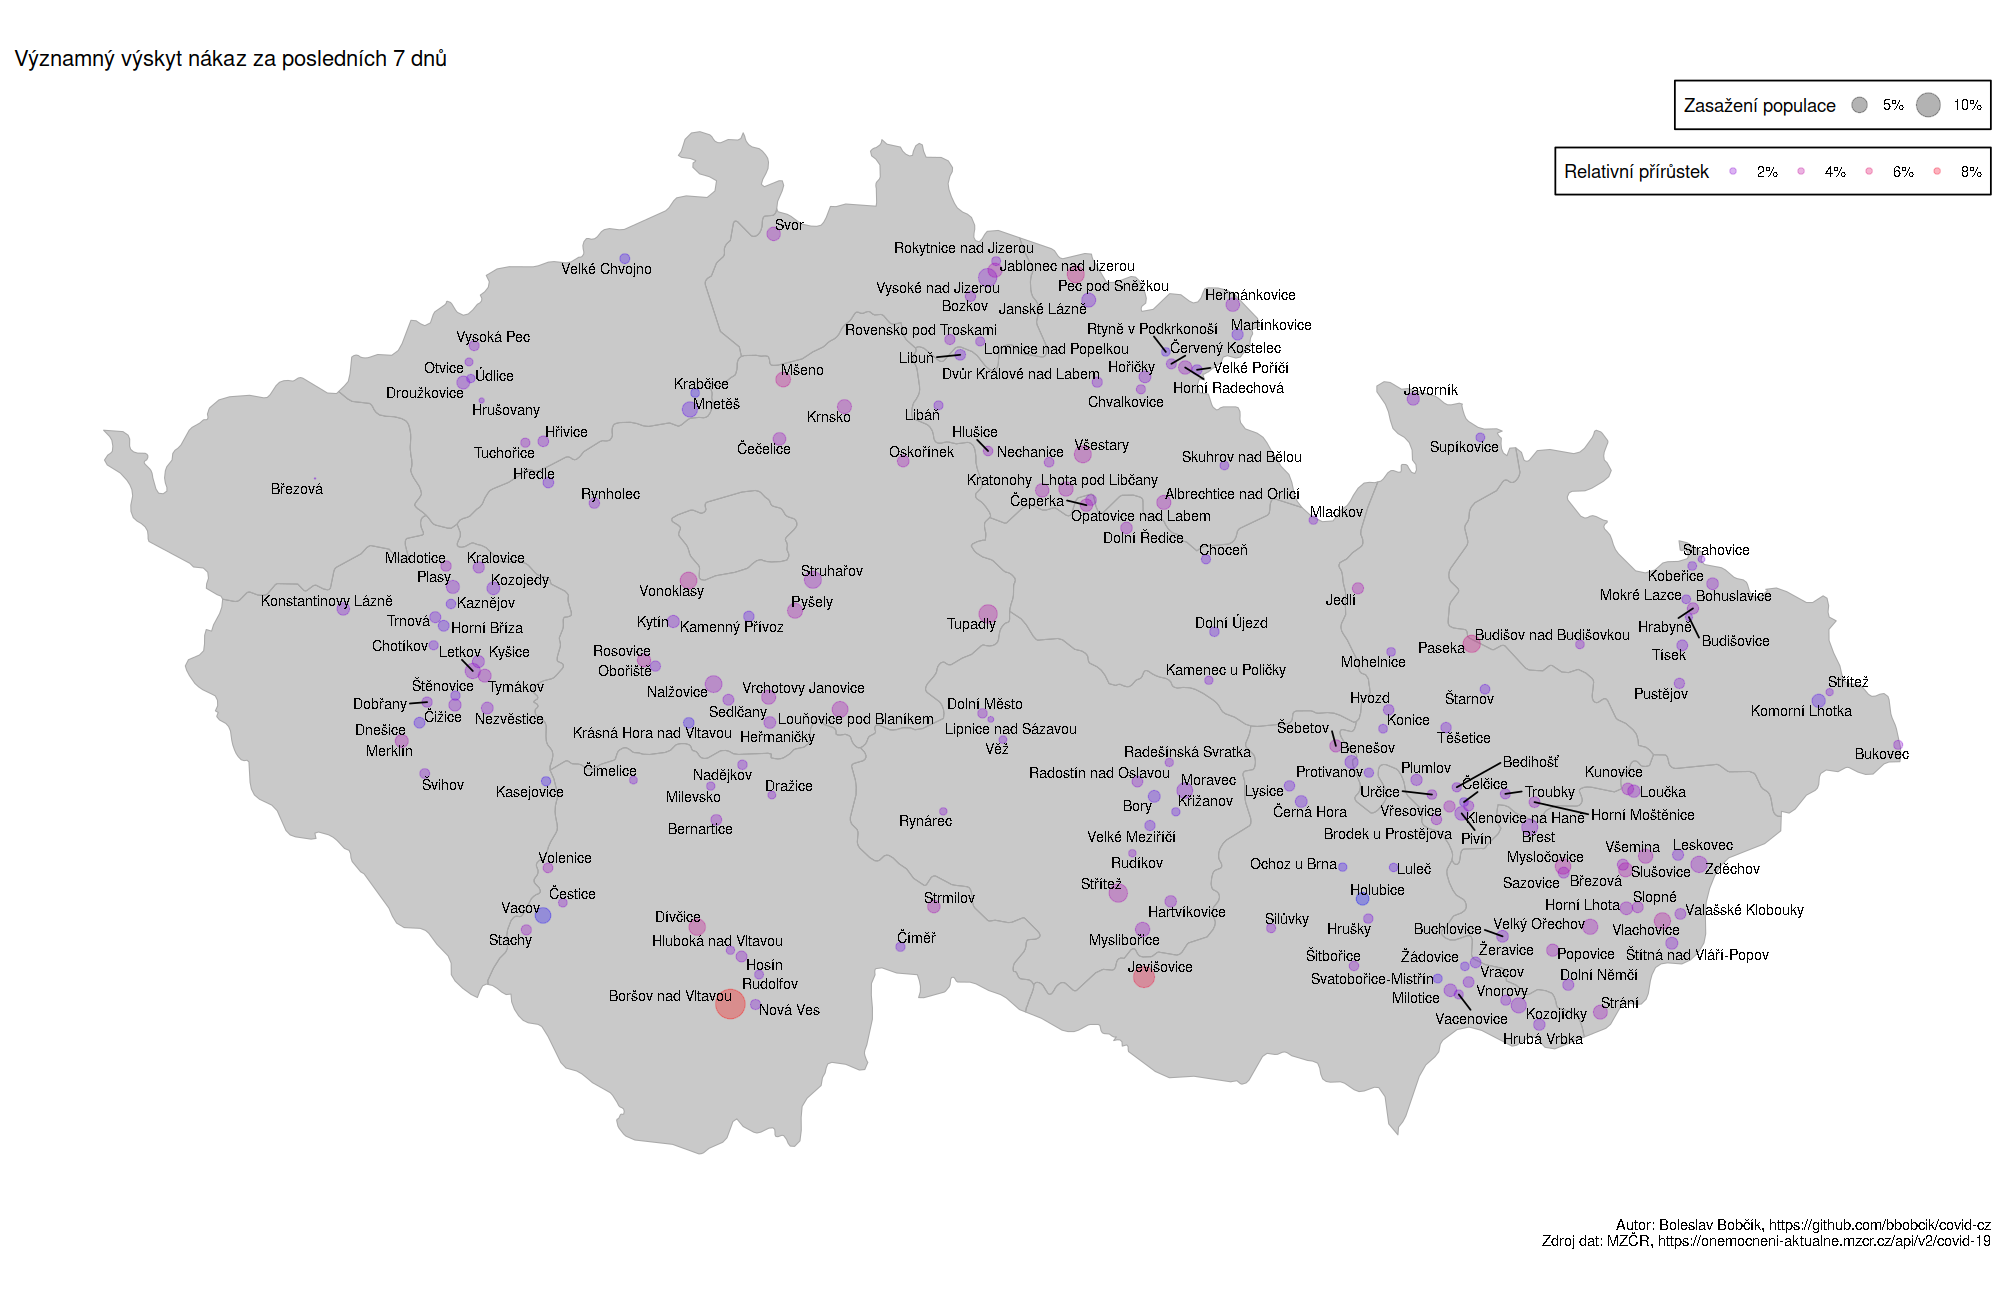 Významný výskyt nákaz za posledních 7 dnů
Zasažení populace 5% 10%
Relativní přírůstek 2% 4% 6% 8%
Svor
Rokytnice nad Jizerou
Velké Chvojno
Jablonec nad Jizerou
Vysoké nad Jizerou
Pec pod Sněžkou
Heřmánkovice
Bozkov
Janské Lázně
Rovensko pod Troskami
Rtyně v Podkrkonoší
Martínkovice
Vysoká Pec
Lomnice nad Popelkou
Červený Kostelec
Libuň
Otvice
Údlice
Mšeno
Dvůr Králové nad Labem
Hořičky
Velké Poříčí
Droužkovice
Krabčice
Horní Radechová
Javorník
Mnetěš
Chvalkovice
Hrušovany
Krnsko
Libáň
Hřivice
Hlušice
Tuchořice
Čečelice
Oskořínek
Nechanice
Všestary
Supíkovice
Skuhrov nad Bělou
Hředle
Kratonohy
Lhota pod Libčany
Březová
Rynholec
Čeperka
Albrechtice nad Orlicí
Opatovice nad Labem
Mladkov
Dolní Ředice
Choceň
Strahovice
Mladotice
Kralovice
Plasy
Kozojedy
Struhařov
Kobeřice
Vonoklasy
Konstantinovy Lázně
Kaznějov
Pyšely
Jedlí
Mokré Lazce
Bohuslavice
Trnová
Horní Bříza
Kytín
Kamenný Přívoz
Tupadly
Dolní Újezd
Hrabyně
Budišov nad Budišovkou
Budišovice
Chotíkov
Letkov
Kyšice
Rosovice
Paseka
Tísek
Obořiště
Mohelnice
Kamenec u Poličky
Štěnovice
Tymákov
Nalžovice
Vrchotovy Janovice
Pustějov
Střítež
Dobřany
Dolní Město
Hvozd
Štarnov
Čižice
Nezvěstice
Sedlčany
Louňovice pod Blaníkem
Komorní Lhotka
Dnešice
Krásná Hora nad Vltavou
Heřmaničky
Lipnice nad Sázavou
Šebetov
Konice
Těšetice
Merklín
Věž
Radešínská Svratka
Benešov
Bukovec
Čimelice
Nadějkov
Radostín nad Oslavou
Protivanov
Plumlov
Bedihošť
Kunovice
Švihov
Kasejovice
Milevsko
Dražice
Moravec
Lysice
Určice
Čelčice
Troubky
Loučka
Bory
Křižanov
Černá Hora
Vřesovice
Klenovice na Hané
Horní Moštěnice
Bernartice
Rynárec
Velké Meziříčí
Brodek u Prostějova
Pivín
Břest
Volenice
Rudíkov
Ochoz u Brna
Luleč
Mysločovice
Všemina
Leskovec
Zděchov
Střítež
Holubice
Sazovice
Březová
Slušovice
Čestice
Strmilov
Slopné
Vacov
Hartvíkovice
Horní Lhota
Valašské Klobouky
Dívčice
Silůvky
Hrušky
Buchlovice
Velký Ořechov
Vlachovice
Stachy
Hluboká nad Vltavou
Číměř
Myslibořice
Žeravice
Popovice
Štítná nad Vláří-Popov
Hosín
Jevišovice
Šitbořice
Žádovice
Vracov
Dolní Němčí
Rudolfov
Svatobořice-Mistřín
Boršov nad Vltavou
Nová Ves
Milotice
Vnorovy
Strání
Vacenovice
Kozojídky
Hrubá Vrbka
Autor: Boleslav Bobčík, https://github.com/bbobcik/covid-cz
Zdroj dat: MZČR, https://onemocneni-aktualne.mzcr.cz/api/v2/covid-19